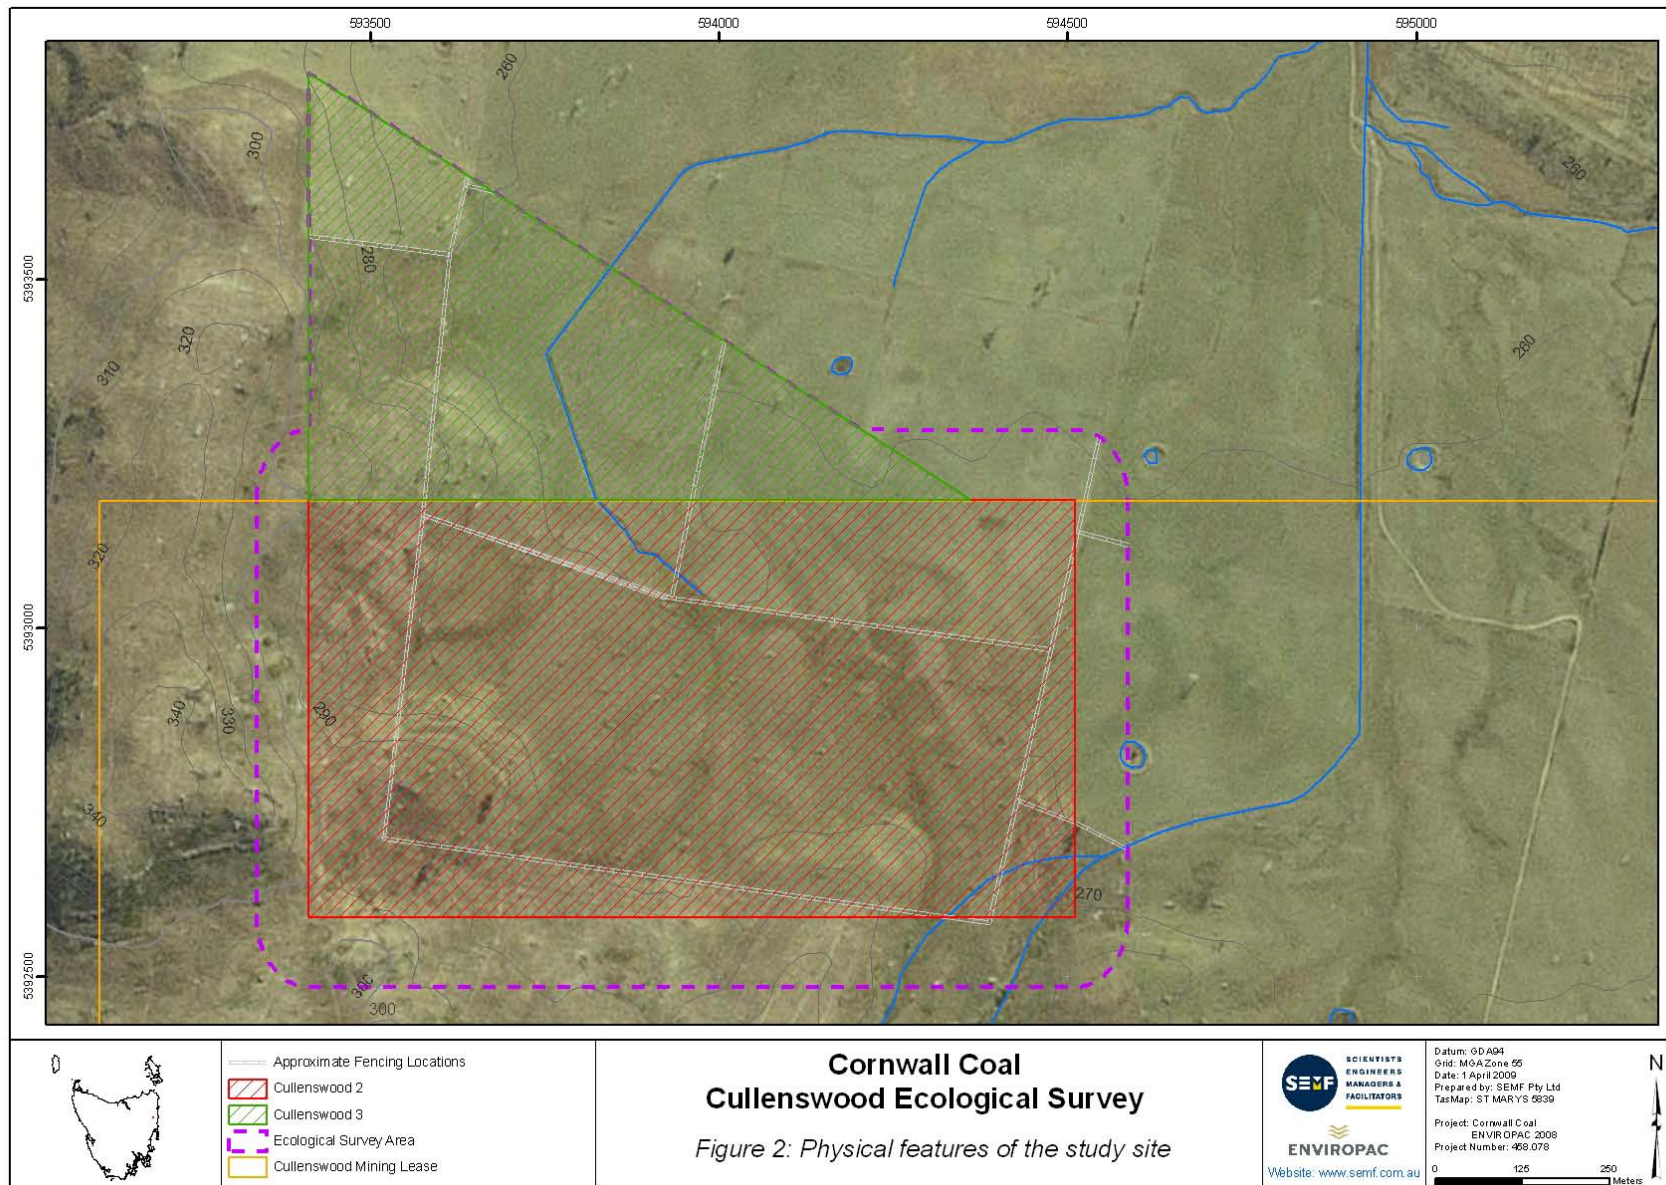 593500
594000
594500
595000
260
300
280
260
5393500
320
310
260
320
5393000
290
340
330
340
270
5392500
300
300
Approximate Fencing Locations
Cullenswood 2
Cullenswood 3
Ecological Survey Area
Cullenswood Mining Lease
Cornwall Coal
Cullenswood Ecological Survey
Figure 2: Physical features of the study site
SEMF
SCIENTISTS
ENGINEERS
MANAGERS &
FACILITATORS
ENVIROPAC
Website: www.semf.com.au
Datum: GDA94
Grid: MGA Zone 55
Date: 1 April 2009
Prepared by: SEMF Pty Ltd
TasMap: ST MARYS 5839
Project: Cornwall Coal
ENVIROPAC 2008
Project Number: 458.078
0 125 250
Meters
N